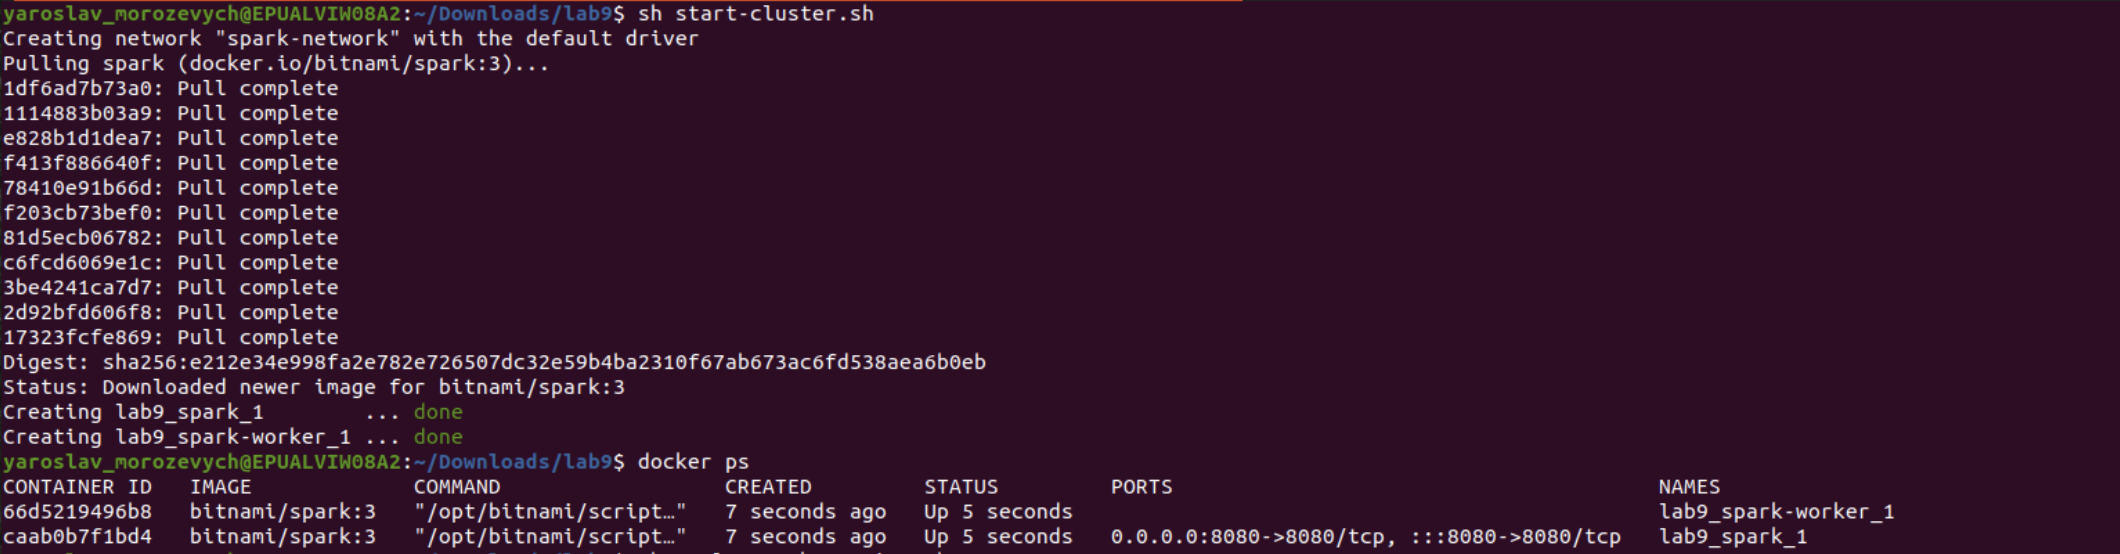 yaroslav_morozevych@EPUALVIW08A2:~/Downloads/lab9$ sh start-cluster.sh
Creating network "spark-network" with the default driver
Pulling spark (docker.io/bitnami/spark:3)...
1df6ad7b73a0: Pull complete
1114883b03a9: Pull complete
e828b1d1dea7: Pull complete
f413f886640f: Pull complete
78410e91b66d: Pull complete
f203cb73bef0: Pull complete
81d5ecb06782: Pull complete
c6fcd6069e1c: Pull complete
3be4241ca7d7: Pull complete
2d92bfd606f8: Pull complete
17323fcfe869: Pull complete
Digest: sha256:e212e34e998fa2e782e726507dc32e59b4ba2310f67ab673ac6fd538aea6b0eb
Status: Downloaded newer image for bitnami/spark:3
Creating lab9_spark_1        ... done
Creating lab9_spark-worker_1 ... done
yaroslav_morozevych@EPUALVIW08A2:~/Downloads/lab9$ docker ps
CONTAINER ID   IMAGE             COMMAND                  CREATED         STATUS         PORTS                                       NAMES
66d5219496b8   bitnami/spark:3   "/opt/bitnami/script…"   7 seconds ago   Up 5 seconds                                               lab9_spark-worker_1
caab0b7f1bd4   bitnami/spark:3   "/opt/bitnami/script…"   7 seconds ago   Up 5 seconds   0.0.0.0:8080->8080/tcp, :::8080->8080/tcp   lab9_spark_1